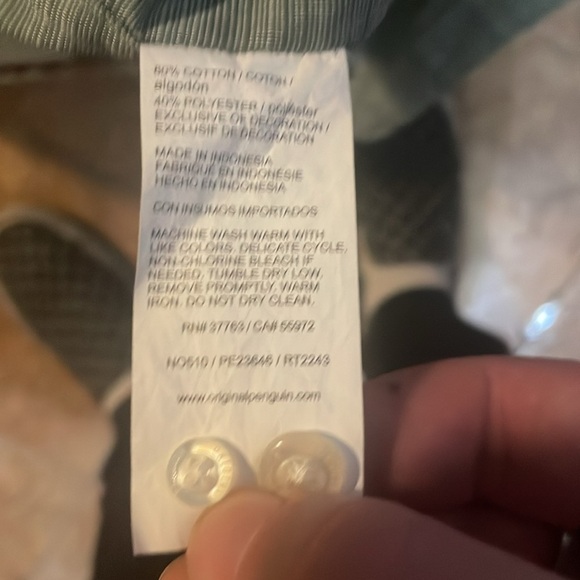 60% COTTON / COTON /
algodón
40% POLYESTER / poliéster
EXCLUSIVE OF DECORATION /
EXCLUSIF DE DECORATION
MADE IN INDONESIA
FABRIQUE EN INDONÉSIE
HECHO EN INDONESIA
CON INSUMOS IMPORTADOS
MACHINE WASH WARM WITH
LIKE COLORS. DELICATE CYCLE,
NON-CHLORINE BLEACH IF
NEEDED. TUMBLE DRY LOW.
REMOVE PROMPTLY. WARM
IRON. DO NOT DRY CLEAN.
RN# 37763 / CA# 55972
NO510 / PE23646 / RT2243
www.originalpenguin.com